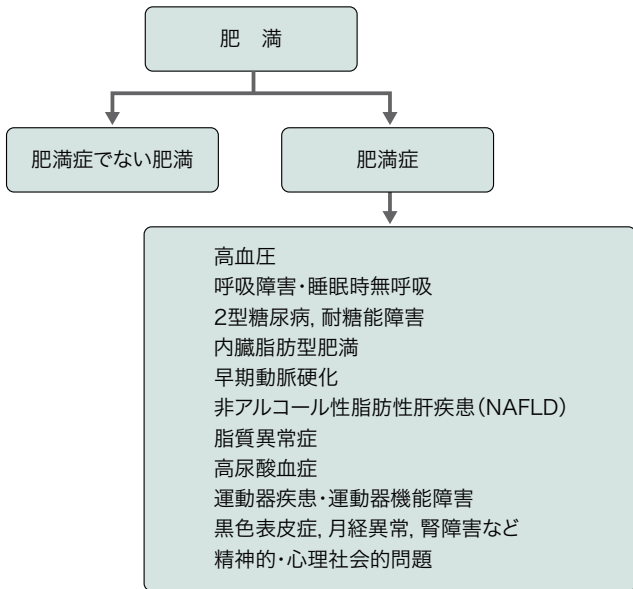 肥　満
肥満症でない肥満
肥満症
高血圧
呼吸障害・睡眠時無呼吸
2型糖尿病, 耐糖能障害
内臓脂肪型肥満
早期動脈硬化
非アルコール性脂肪性肝疾患(NAFLD)
脂質異常症
高尿酸血症
運動器疾患・運動器機能障害
黒色表皮症, 月経異常, 腎障害など
精神的・心理社会的問題